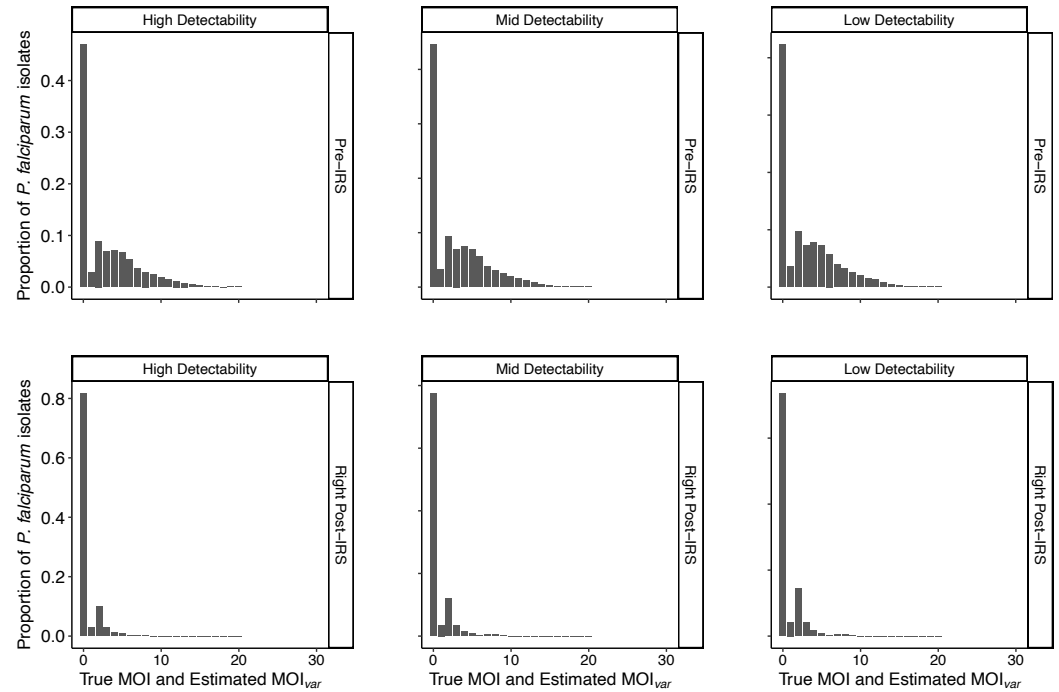 High Detectability
Mid Detectability
Low Detectability
Proportion of P. falciparum isolates
0.4
0.3
0.2
0.1
0.0
Pre−IRS
Pre−IRS
Pre−IRS
High Detectability
Mid Detectability
Low Detectability
Proportion of P. falciparum isolates
0.8
0.6
0.4
0.2
0.0
Right Post−IRS
Right Post−IRS
Right Post−IRS
0 10 20 30
0 10 20 30
0 10 20 30
True MOI and Estimated MOIvar
True MOI and Estimated MOIvar
True MOI and Estimated MOIvar